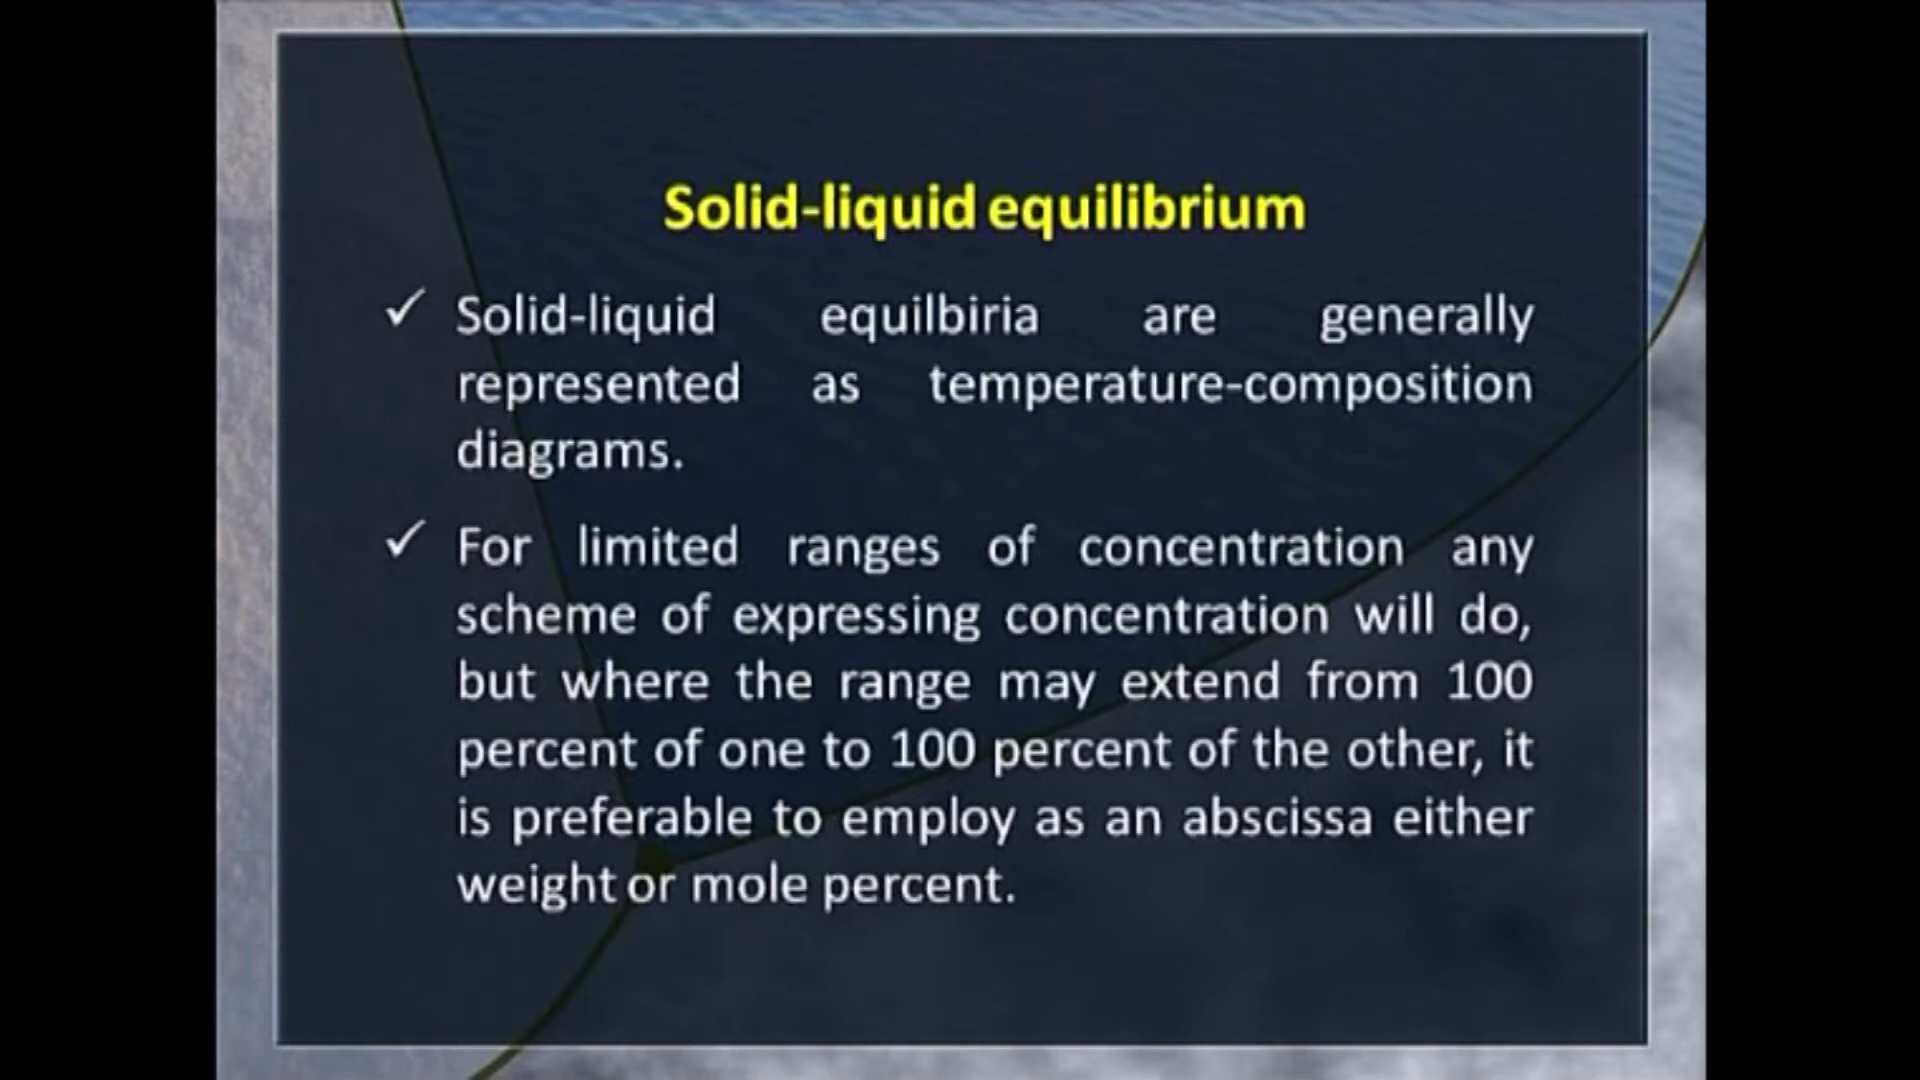 Solid-liquid equilibrium
✓ Solid-liquid equilbiria are generally
represented as temperature-composition
diagrams.
✓ For limited ranges of concentration any
scheme of expressing concentration will do,
but where the range may extend from 100
percent of one to 100 percent of the other, it
is preferable to employ as an abscissa either
weight or mole percent.